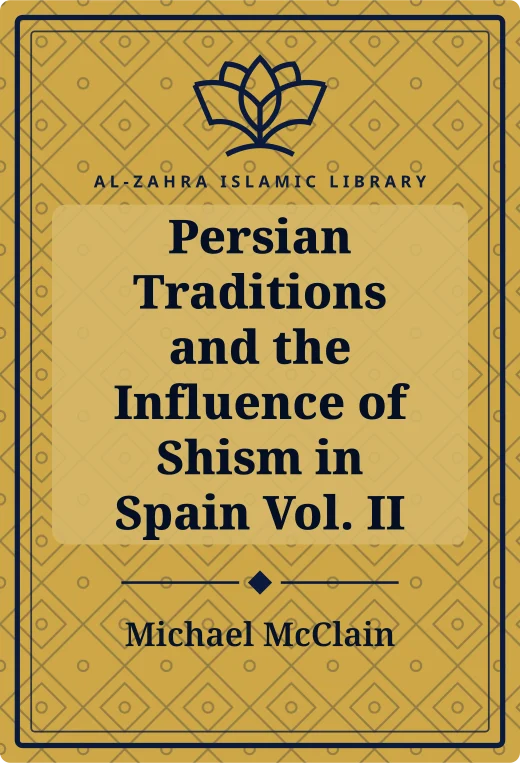 AL-ZAHRA ISLAMIC LIBRARY
Persian
Traditions
and the
Influence of
Shism in
Spain Vol. II
Michael McClain